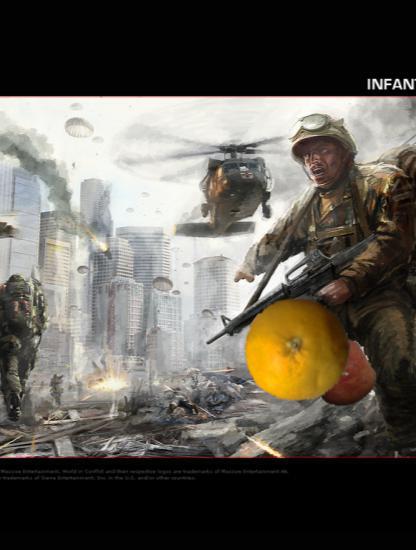 INFANT
Massive Entertainment, World in Conflict and their respective logos are trademarks of Massive Entertainment AB.
trademarks of Sierra Entertainment, Inc. in the U.S. and/or other countries.